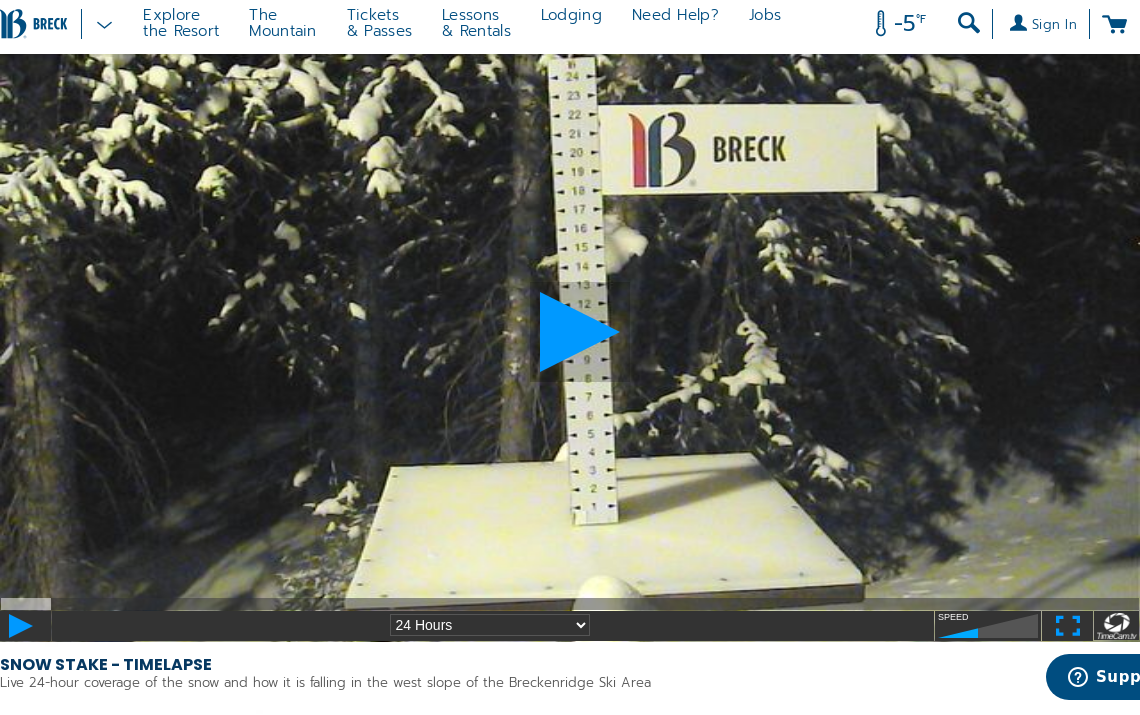 BRECK
Explore
the Resort
The
Mountain
Tickets
& Passes
Lessons
& Rentals
Lodging
Need Help?
Jobs
-5°F
Sign In
24
23
22
21
20
19
18
17
16
15
14
13
12
9
8
7
6
5
4
3
2
1
BRECK
24 Hours
SPEED
TimeCam.tv
SNOW STAKE - TIMELAPSE
Live 24-hour coverage of the snow and how it is falling in the west slope of the Breckenridge Ski Area
Supp